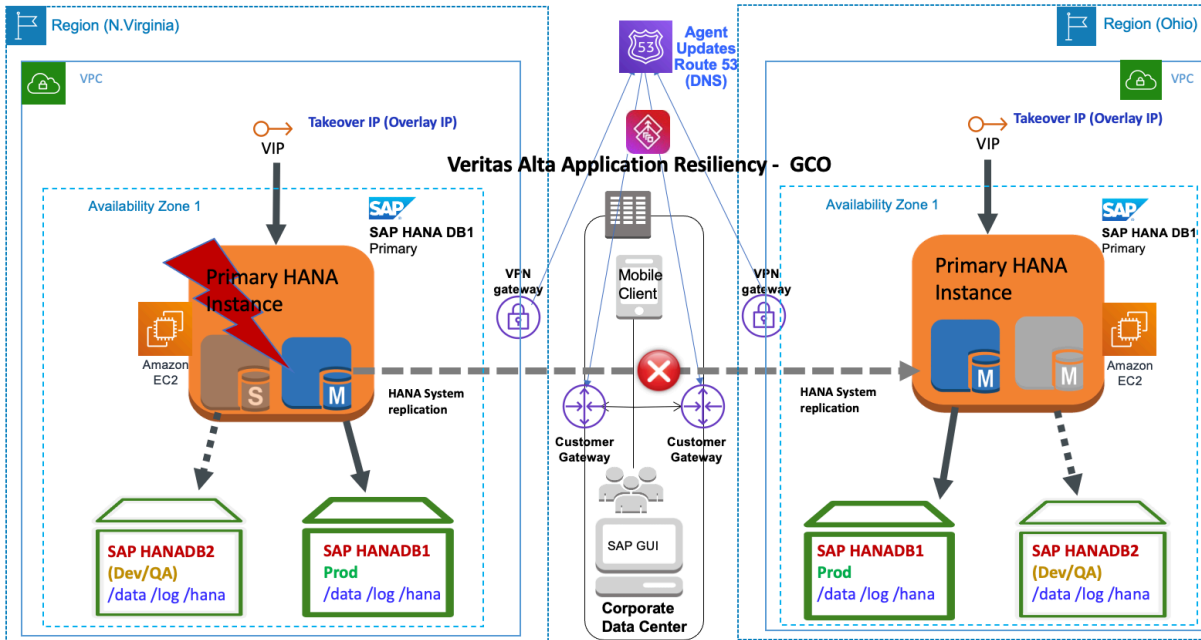 Region (N.Virginia)
VPC
Takeover IP (Overlay IP)
VIP
Availability Zone 1
SAP
SAP HANA DB1
Primary
Primary HANA
Instance
Amazon
EC2
S
M
HANA System
replication
SAP HANADB2
(Dev/QA)
/data /log /hana
SAP HANADB1
Prod
/data /log /hana
53
Agent
Updates
Route 53
(DNS)
Veritas Alta Application Resiliency - GCO
Mobile
Client
VPN
gateway
VPN
gateway
Customer
Gateway
Customer
Gateway
SAP GUI
Corporate
Data Center
Region (Ohio)
VPC
Takeover IP (Overlay IP)
VIP
Availability Zone 1
SAP
SAP HANA DB1
Primary
Primary HANA
Instance
M
M
Amazon
EC2
HANA System
replication
SAP HANADB1
Prod
/data /log /hana
SAP HANADB2
(Dev/QA)
/data /log /hana